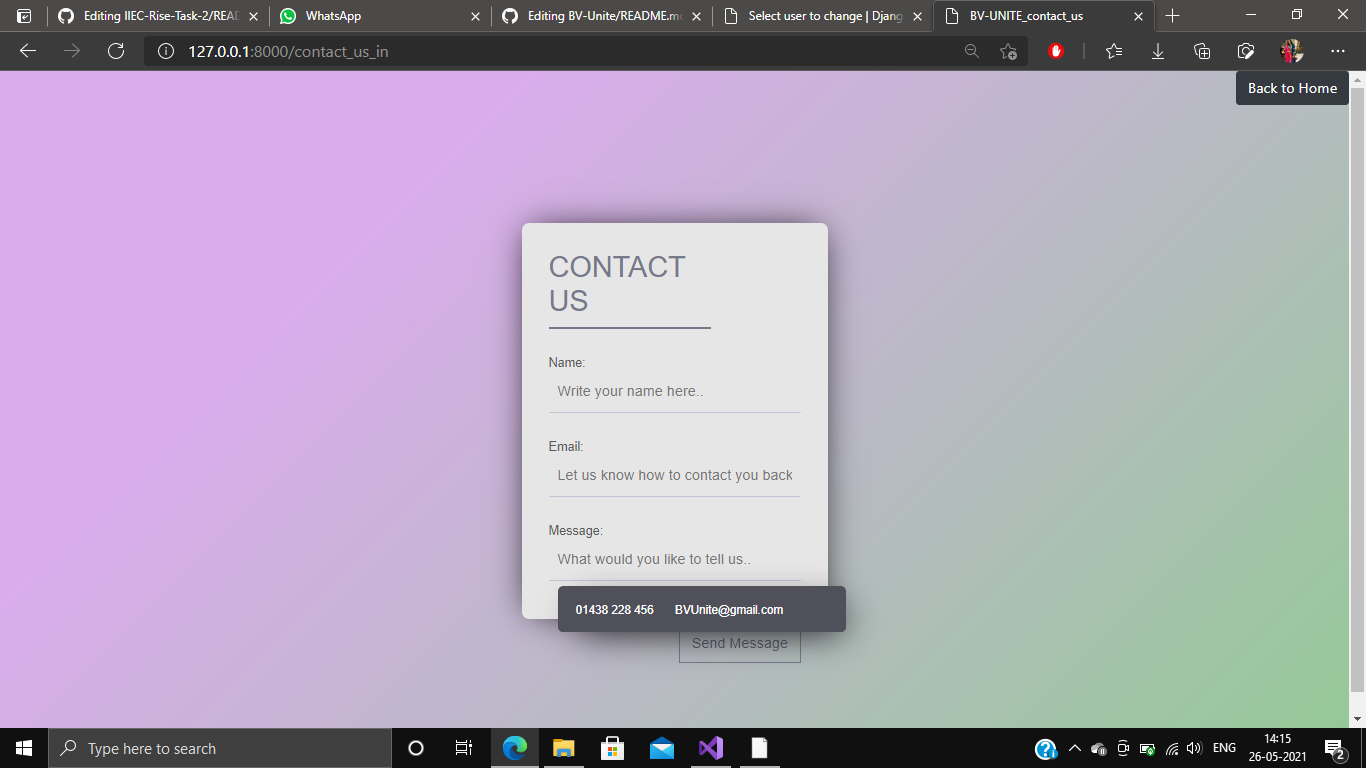 Editing IIEC-Rise-Task-2/READ
WhatsApp
Editing BV-Unite/README.m
Select user to change | Djang
BV-UNITE_contact_us
127.0.0.1:8000/contact_us_in
Back to Home
CONTACT
US
Name:
Write your name here..
Email:
Let us know how to contact you back
Message:
What would you like to tell us..
01438 228 456 BVUnite@gmail.com
Send Message
Type here to search
ENG
14:15
26-05-2021
2